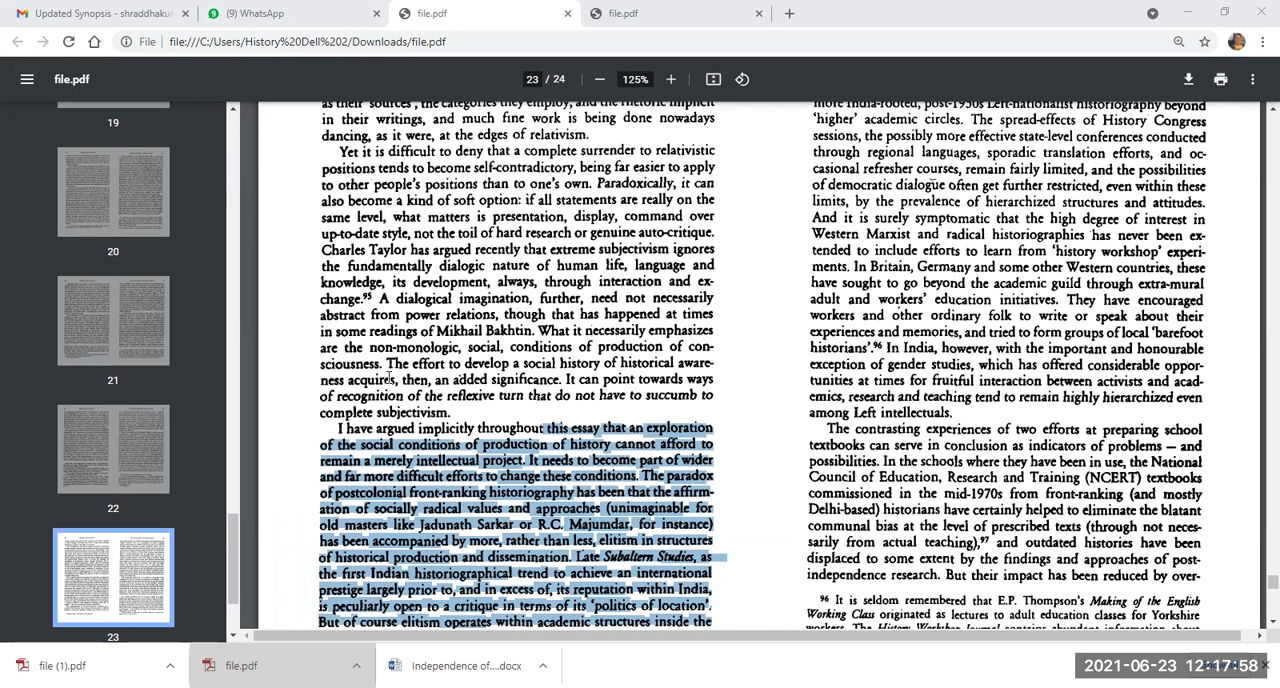 Updated Synopsis - shraddhakun
(9) WhatsApp
file.pdf
file.pdf
File
file:///C:/Users/History%20Dell%202/Downloads/file.pdf
file.pdf
23 / 24
125%
19
20
21
22
23
as their 'sources', the categories they employ, and the rhetoric implicit
in their writings, and much fine work is being done nowadays
dancing, as it were, at the edges of relativism.
Yet it is difficult to deny that a complete surrender to relativistic
positions tends to become self-contradictory, being far easier to apply
to other people's positions than to one's own. Paradoxically, it can
also become a kind of soft option: if all statements are really on the
same level, what matters is presentation, display, command over
up-to-date style, not the toil of hard research or genuine auto-critique.
Charles Taylor has argued recently that extreme subjectivism ignores
the fundamentally dialogic nature of human life, language and
knowledge, its development, always, through interaction and ex-
change.95 A dialogical imagination, further, need not necessarily
abstract from power relations, though that has happened at times
in some readings of Mikhail Bakhtin. What it necessarily emphasizes
are the non-monologic, social, conditions of production of con-
sciousness. The effort to develop a social history of historical aware-
ness acquires, then, an added significance. It can point towards ways
of recognition of the reflexive turn that do not have to succumb to
complete subjectivism.
I have argued implicitly throughout this essay that an exploration
of the social conditions of production of history cannot afford to
remain a merely intellectual project. It needs to become part of wider
and far more difficult efforts to change these conditions. The paradox
of postcolonial front-ranking historiography has been that the affirm-
ation of socially radical values and approaches (unimaginable for
old masters like Jadunath Sarkar or R.C. Majumdar, for instance)
has been accompanied by more, rather than less, elitism in structures
of historical production and dissemination. Late Subaltern Studies, as
the first Indian historiographical trend to achieve an international
prestige largely prior to, and in excess of, its reputation within India,
is peculiarly open to a critique in terms of its 'politics of location'.
But of course elitism operates within academic structures inside the
more India-rooted, post-1950s Left-nationalist historiography beyond
'higher' academic circles. The spread-effects of History Congress
sessions, the possibly more effective state-level conferences conducted
through regional languages, sporadic translation efforts, and oc-
casional refresher courses, remain fairly limited, and the possibilities
of democratic dialogue often get further restricted, even within these
limits, by the prevalence of hierarchized structures and attitudes.
And it is surely symptomatic that the high degree of interest in
Western Marxist and radical historiographies has never been ex-
tended to include efforts to learn from 'history workshop' experi-
ments. In Britain, Germany and some other Western countries, these
have sought to go beyond the academic guild through extra-mural
adult and workers' education initiatives. They have encouraged
workers and other ordinary folk to write or speak about their
experiences and memories, and tried to form groups of local 'barefoot
historians'.96 In India, however, with the important and honourable
exception of gender studies, which has offered considerable oppor-
tunities at times for fruitful interaction between activists and acad-
emics, research and teaching tend to remain highly hierarchized even
among Left intellectuals.
The contrasting experiences of two efforts at preparing school
textbooks can serve in conclusion as indicators of problems — and
possibilities. In the schools where they have been in use, the National
Council of Education, Research and Training (NCERT) textbooks
commissioned in the mid-1970s from front-ranking (and mostly
Delhi-based) historians have certainly helped to eliminate the blatant
communal bias at the level of prescribed texts (through not neces-
sarily from actual teaching),97 and outdated histories have been
displaced to some extent by the findings and approaches of post-
independence research. But their impact has been reduced by over-
96 It is seldom remembered that E.P. Thompson's Making of the English
Working Class originated as lectures to adult education classes for Yorkshire
workers. The History Workshop Journal contains abundant information about
file (1).pdf
file.pdf
Independence of....docx
2021-06-23 12:17:58